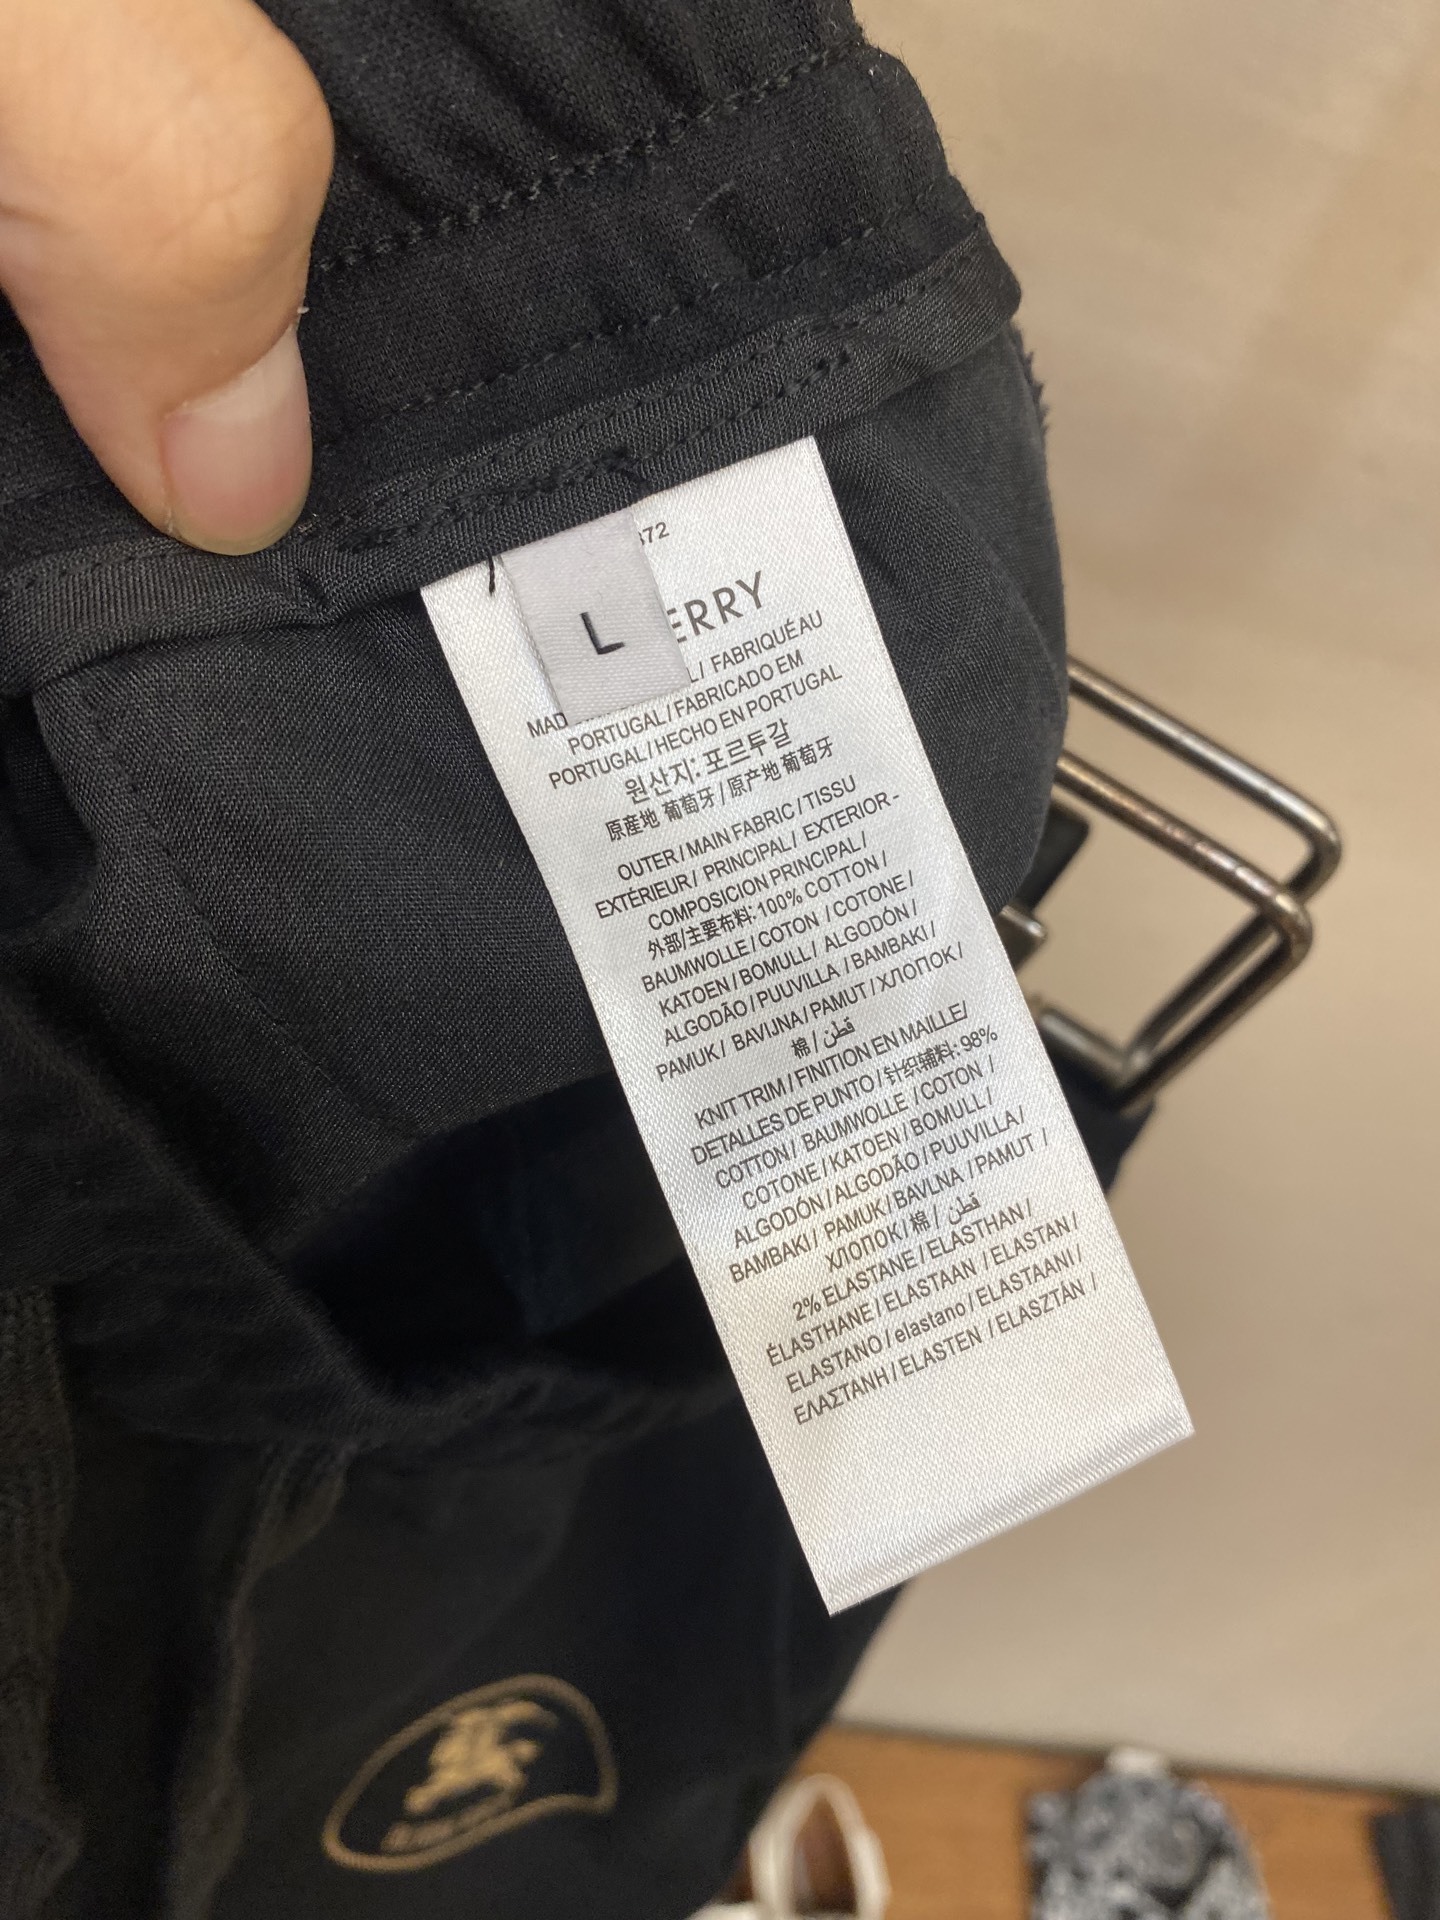 372
L
ERRY
MAD L / FABRIQUÉ AU
PORTUGAL / FABRICADO EM
PORTUGAL / HECHO EN PORTUGAL
원산지: 포르투갈
原産地 葡萄牙 / 原产地 葡萄牙
OUTER / MAIN FABRIC / TISSU
EXTÉRIEUR / PRINCIPAL / EXTERIOR -
COMPOSICION PRINCIPAL /
外部/主要布料: 100% COTTON /
BAUMWOLLE / COTON / COTONE /
KATOEN / BOMULL / ALGODÓN /
ALGODÃO / PUUVILLA / BAMBAKI /
PAMUK / BAVLJNA / PAMUT / ХЛОПОК /
棉 / قطن
KNIT TRIM / FINITION EN MAILLE /
DETALLES DE PUNTO / 针织辅料: 98%
COTTON / BAUMWOLLE / COTON /
COTONE / KATOEN / BOMULL /
ALGODÓN / ALGODÃO / PUUVILLA /
BAMBAKI / PAMUK / BAVLNA / PAMUT /
ХЛОПОК / 棉 / قطن
2% ELASTANE / ELASTHAN /
ÉLASTHANE / ELASTAAN / ELASTAN /
ELASTANO / elastano / ELASTAANI /
ΕΛΑΣΤΑΝΗ / ELASTEN / ELASZTÁN /